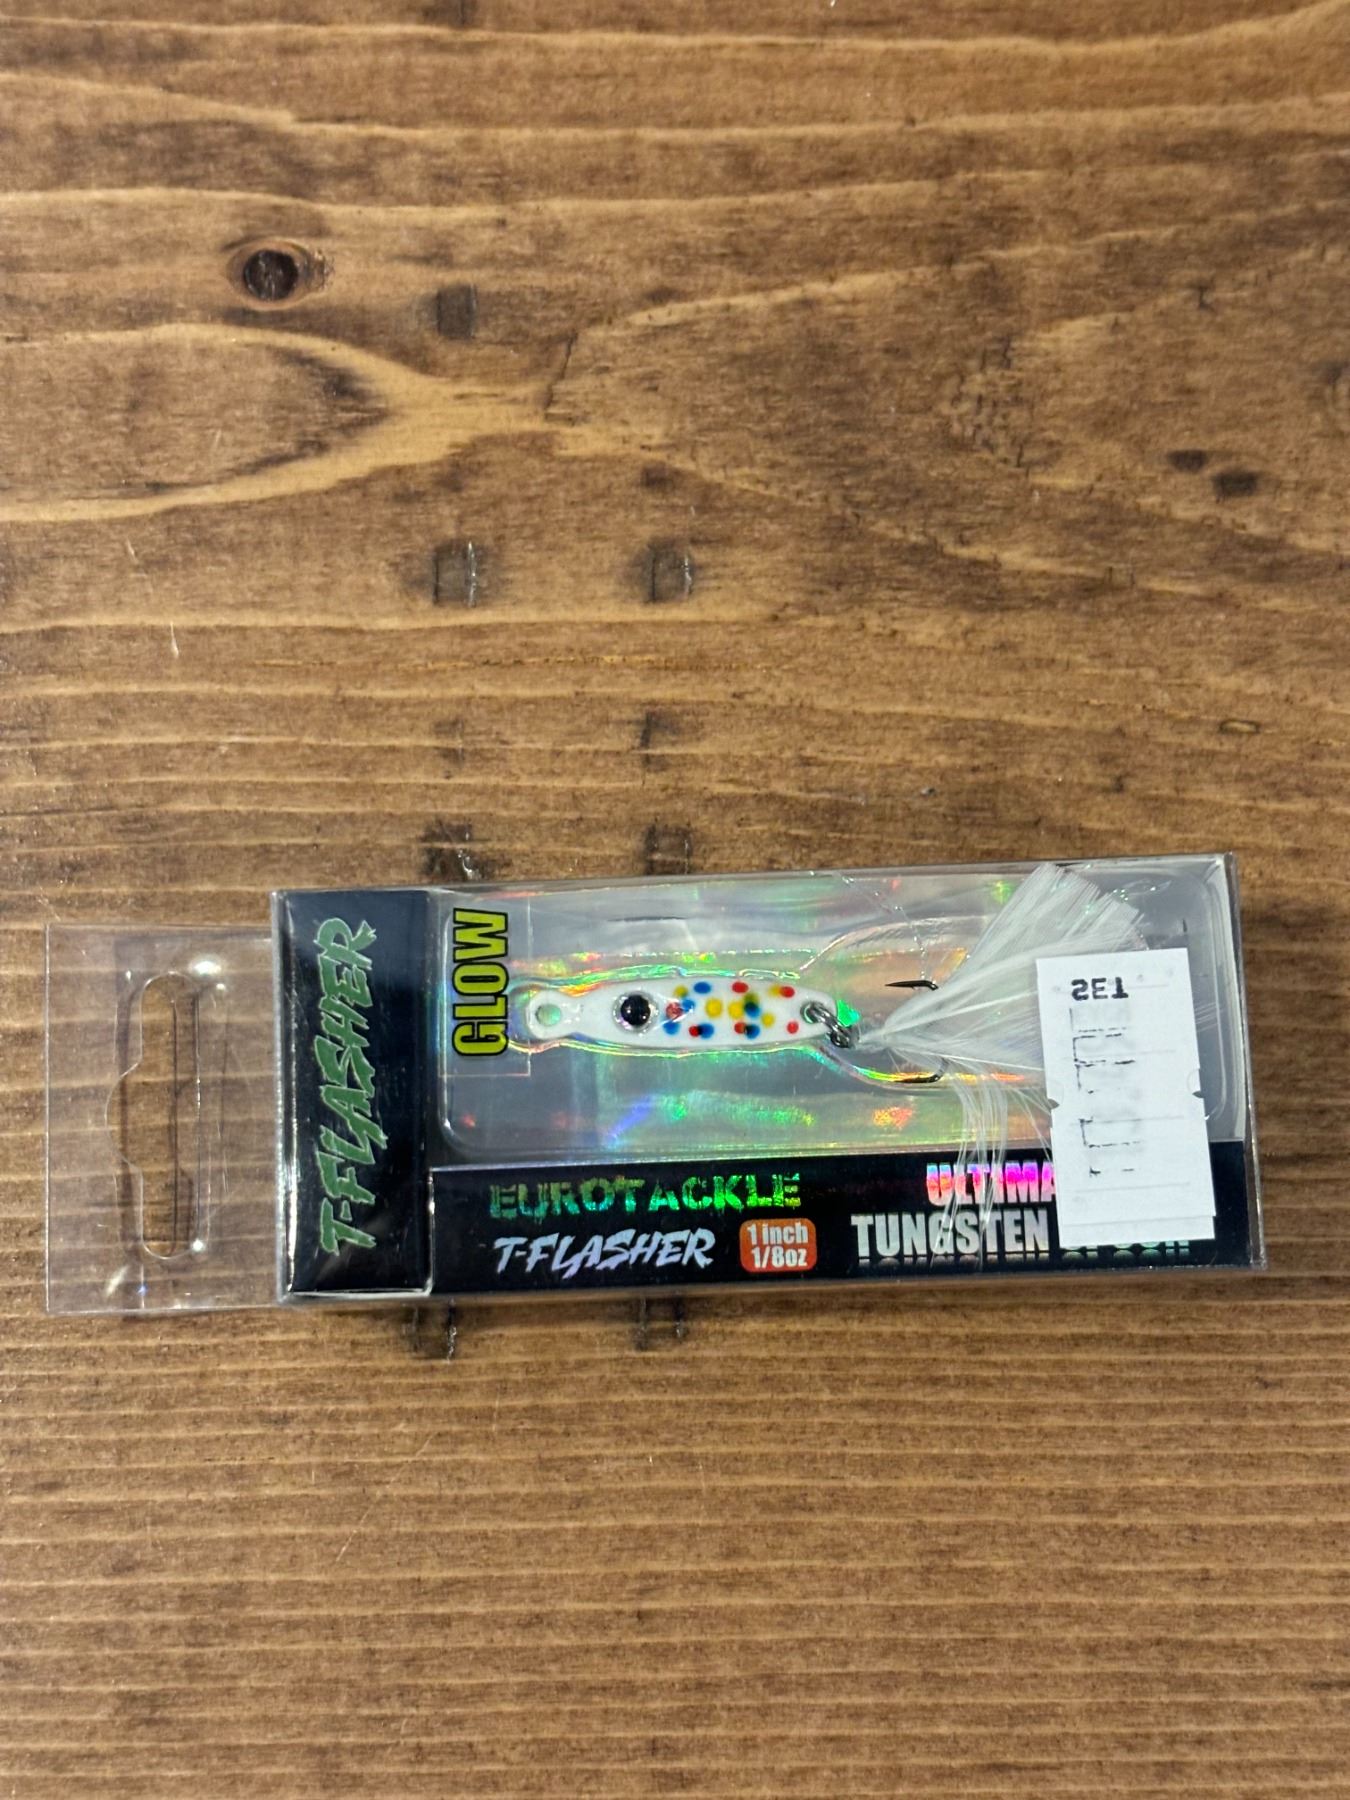 T-FLASHER
GLOW
EUROTACKLE
T-FLASHER
1 inch
1/8oz
TUNGSTEN